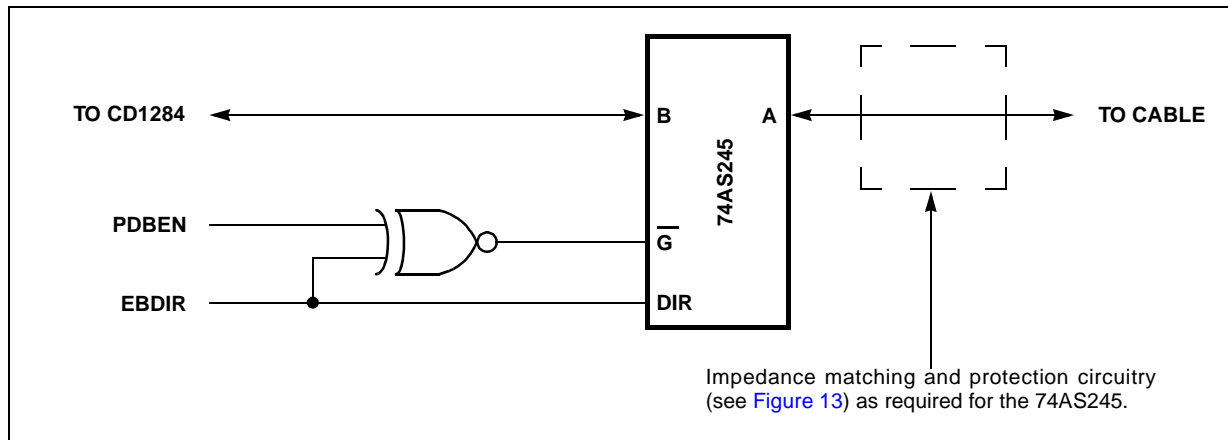 TO CD1284
B
A
TO CABLE
74AS245
PDBEN
G
EBDIR
DIR
Impedance matching and protection circuitry
(see Figure 13) as required for the 74AS245.